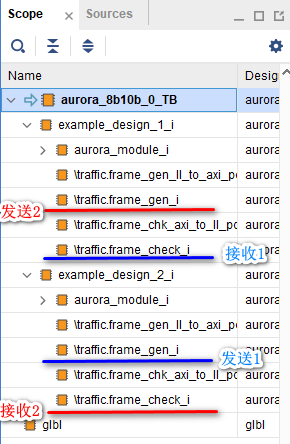 Scope
Sources
Name
Design
aurora_8b10b_0_TB
aurora
example_design_1_i
aurora
aurora_module_i
aurora
\traffic.frame_gen_ll_to_axi_p
aurora
\traffic.frame_gen_i
aurora
发送2
\traffic.frame_chk_axi_to_ll_p
aurora
\traffic.frame_check_i
aurora
接收1
example_design_2_i
aurora
aurora_module_i
aurora
\traffic.frame_gen_ll_to_axi_p
aurora
\traffic.frame_gen_i
aurora
发送1
\traffic.frame_chk_axi_to_ll_p
aurora
\traffic.frame_check_i
aurora
接收2
glbl
glbl